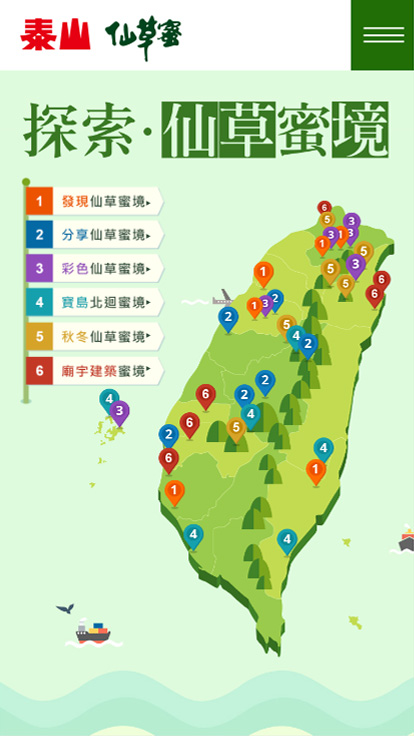 泰山 仙草蜜
探索·仙草蜜境
1 發現仙草蜜境
2 分享仙草蜜境
3 彩色仙草蜜境
4 寶島北迴蜜境
5 秋冬仙草蜜境
6 廟宇建築蜜境
6
5 3
1 3 1
5
3
1 5 6
5 6
1 3 2
2
5
4
2
2
6 2
4 3 4
6 5
2
4
6
1
1
4 4